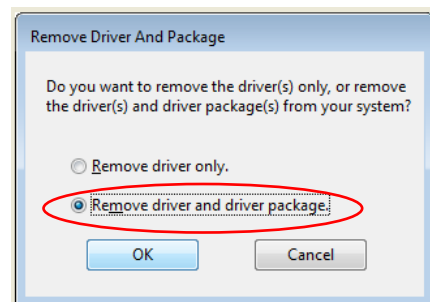 Remove Driver And Package
Do you want to remove the driver(s) only, or remove
the driver(s) and driver package(s) from your system?
Remove driver only.
Remove driver and driver package.
OK Cancel